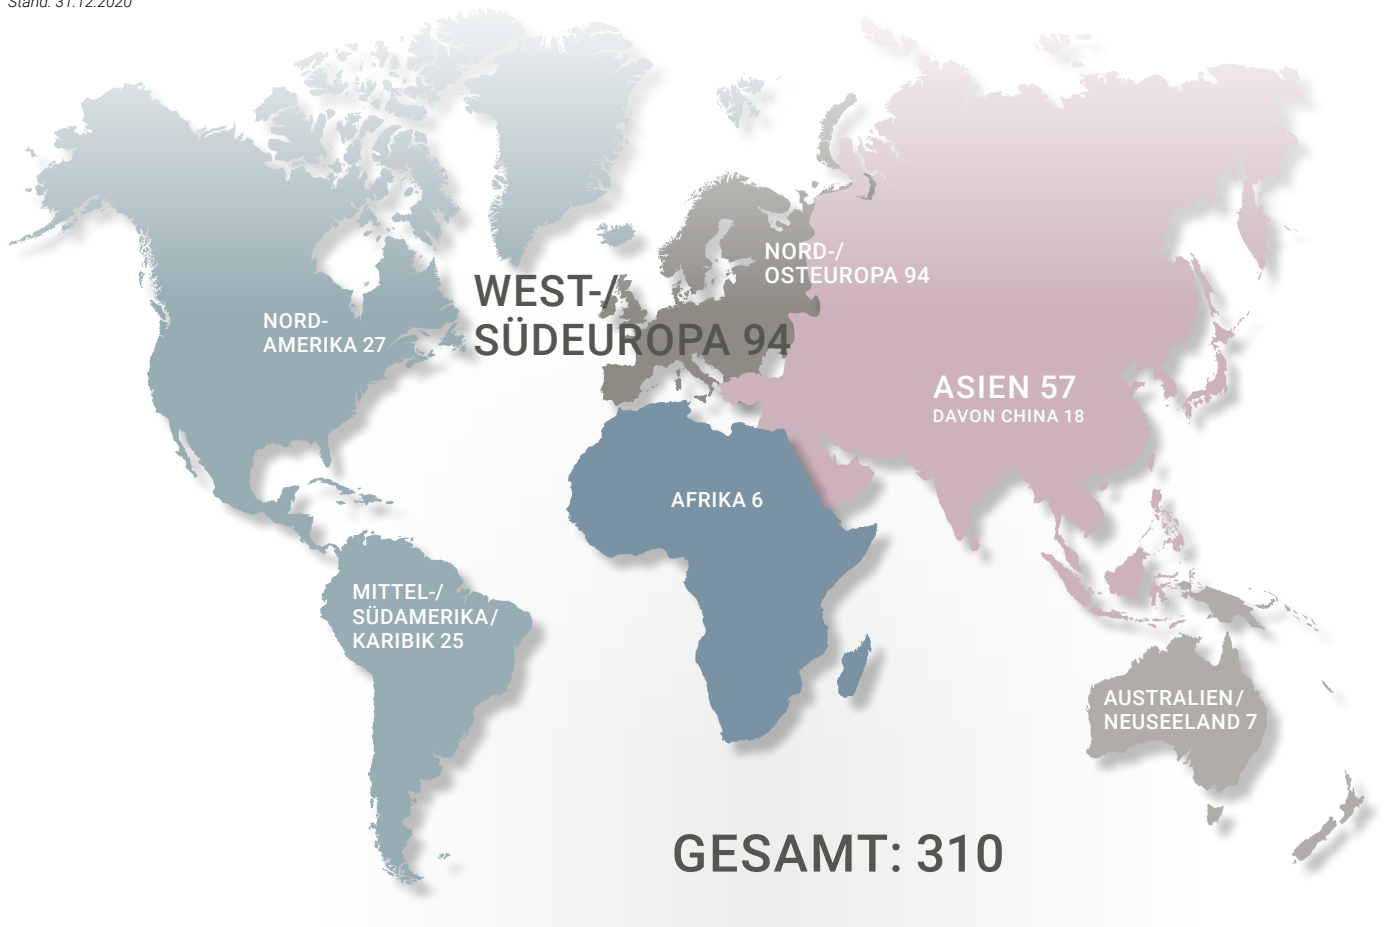 Stand: 31.12.2020
NORD-/
OSTEUROPA 94
WEST-/
SÜDEUROPA 94
NORD-
AMERIKA 27
ASIEN 57
DAVON CHINA 18
AFRIKA 6
MITTEL-/
SÜDAMERIKA/
KARIBIK 25
AUSTRALIEN/
NEUSEELAND 7
GESAMT: 310